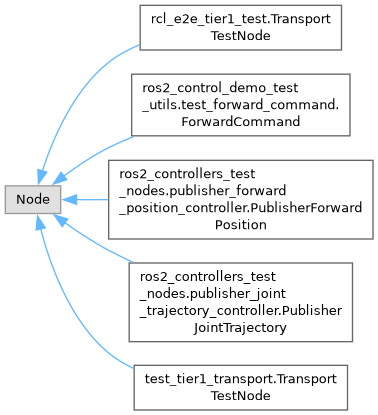 rcl_e2e_tier1_test.Transport
TestNode
ros2_control_demo_test
_utils.test_forward_command.
ForwardCommand
Node
ros2_controllers_test
_nodes.publisher_forward
_position_controller.PublisherForward
Position
ros2_controllers_test
_nodes.publisher_joint
_trajectory_controller.Publisher
JointTrajectory
test_tier1_transport.Transport
TestNode